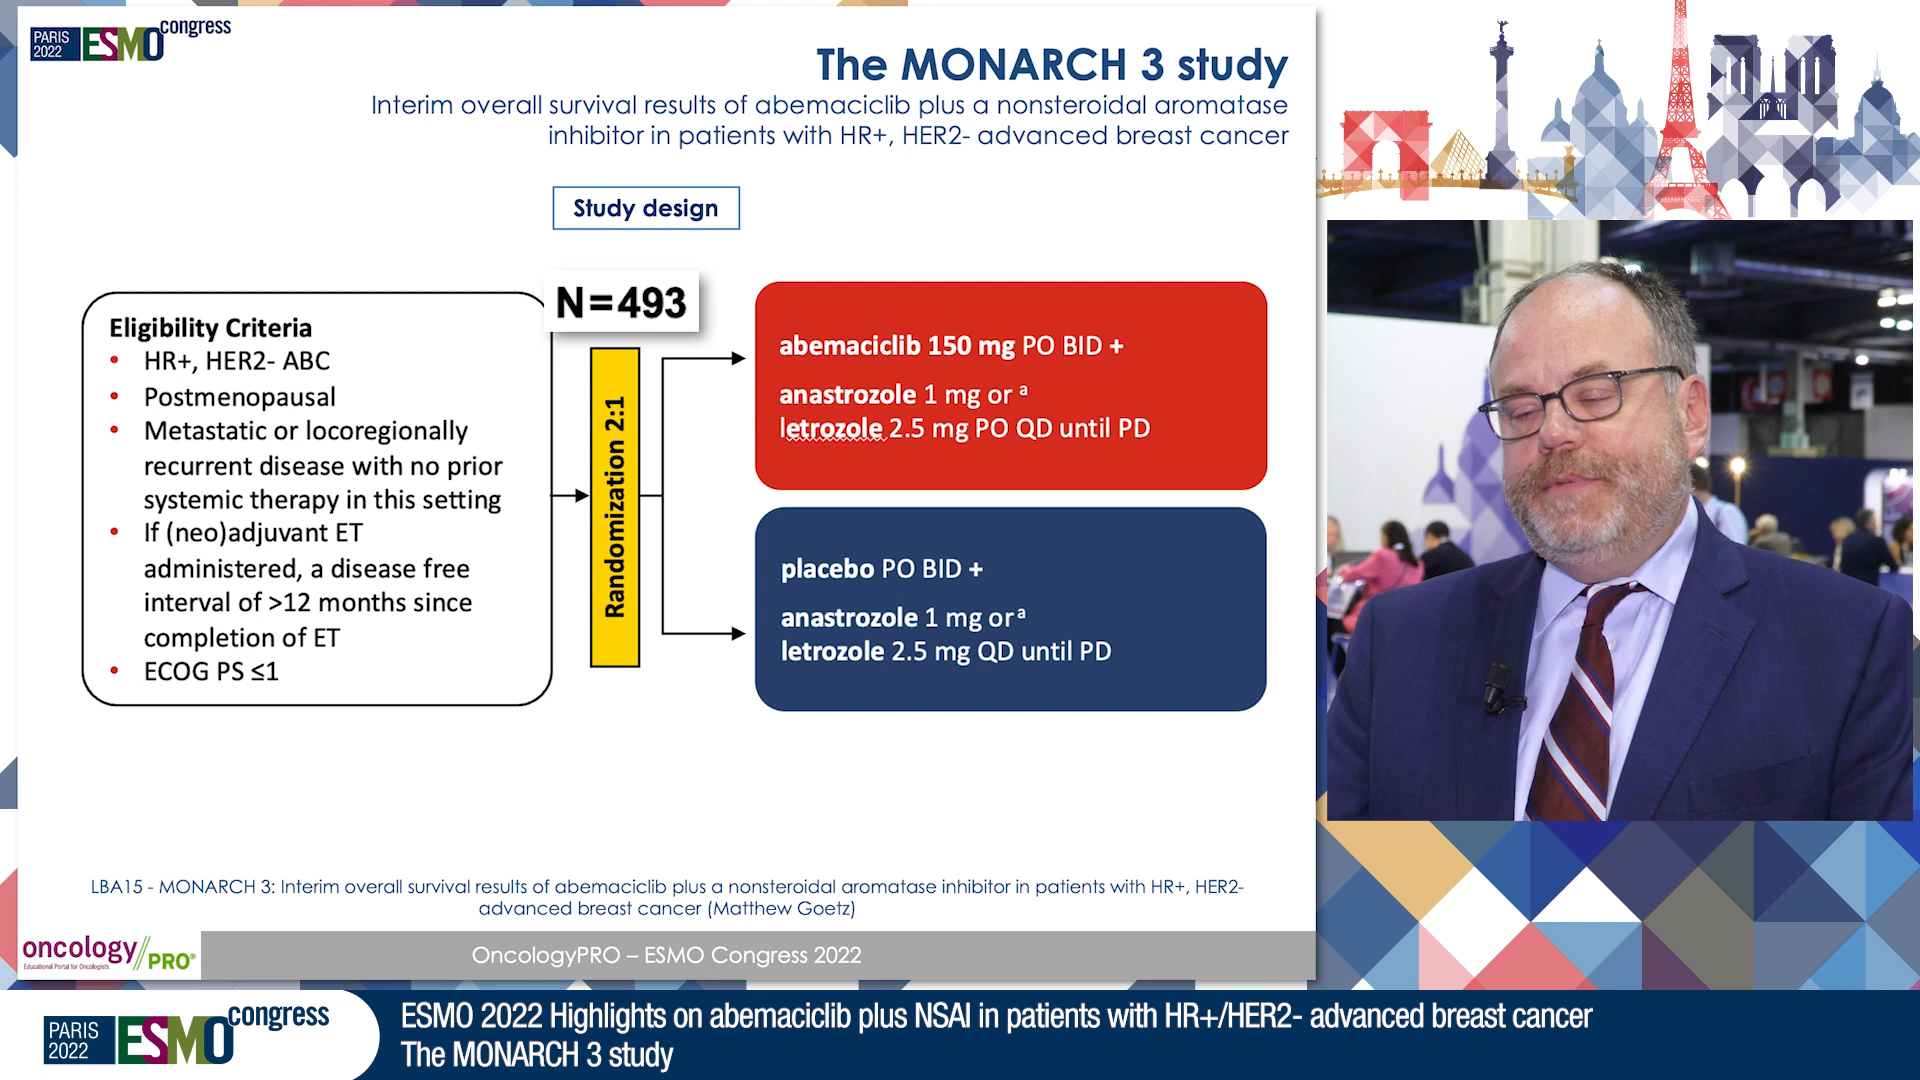 PARIS
2022
ESMO congress
The MONARCH 3 study
Interim overall survival results of abemaciclib plus a nonsteroidal aromatase
inhibitor in patients with HR+, HER2- advanced breast cancer
Study design
N=493
Eligibility Criteria
• HR+, HER2- ABC
• Postmenopausal
• Metastatic or locoregionally
recurrent disease with no prior
systemic therapy in this setting
• If (neo)adjuvant ET
administered, a disease free
interval of >12 months since
completion of ET
• ECOG PS ≤1
Randomization 2:1
abemaciclib 150 mg PO BID +
anastrozole 1 mg or a
letrozole 2.5 mg PO QD until PD
placebo PO BID +
anastrozole 1 mg or a
letrozole 2.5 mg QD until PD
LBA15 - MONARCH 3: Interim overall survival results of abemaciclib plus a nonsteroidal aromatase inhibitor in patients with HR+, HER2-
advanced breast cancer (Matthew Goetz)
oncology//PRO®
Educational Portal for Oncologists
OncologyPRO – ESMO Congress 2022
PARIS
2022
ESMO congress
ESMO 2022 Highlights on abemaciclib plus NSAI in patients with HR+/HER2- advanced breast cancer
The MONARCH 3 study